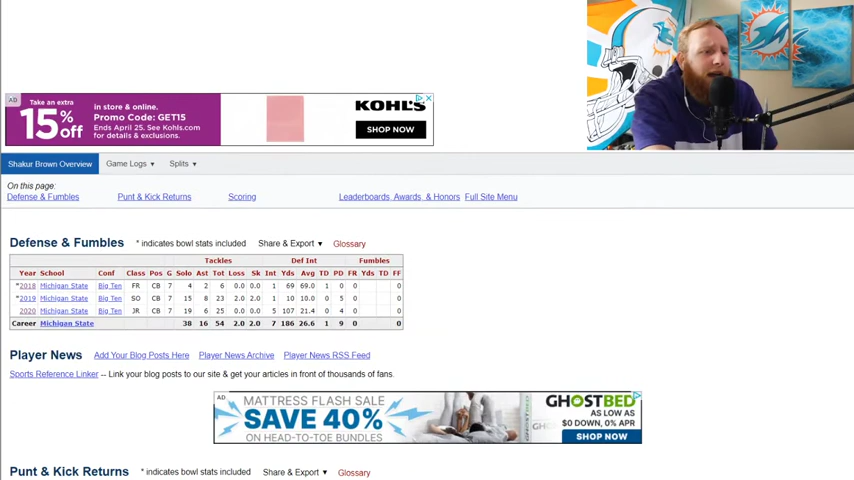 AD
Take an extra
15% off
in store & online.
Promo Code: GET15
Ends April 25. See Kohls.com
for details & exclusions.
KOHL'S
SHOP NOW
Shakur Brown Overview Game Logs ▾ Splits ▾
On this page:
Defense & Fumbles Punt & Kick Returns Scoring Leaderboards, Awards, & Honors Full Site Menu
Defense & Fumbles * indicates bowl stats included Share & Export ▾ Glossary
Tackles Def Int Fumbles
Year School Conf Class Pos G Solo Ast Tot Loss Sk Int Yds Avg TD PD FR Yds TD FF
*2018 Michigan State Big Ten FR CB 7 4 2 6 0.0 0.0 1 69 69.0 1 0 0 0
*2019 Michigan State Big Ten SO CB 7 15 8 23 2.0 0.0 1 10 10.0 0 5 0 0
2020 Michigan State Big Ten JR CB 7 19 6 25 0.0 0.0 5 107 21.4 0 4 0 0
Career Michigan State 38 16 54 2.0 0.0 7 186 26.6 1 9 0 0
Player News Add Your Blog Posts Here Player News Archive Player News RSS Feed
Sports Reference Linker -- Link your blog posts to our site & get your articles in front of thousands of fans.
AD
MATTRESS FLASH SALE
SAVE 40%
ON HEAD-TO-TOE BUNDLES
GHOSTBED
AS LOW AS
$0 DOWN, 0% APR
SHOP NOW
Punt & Kick Returns * indicates bowl stats included Share & Export ▾ Glossary